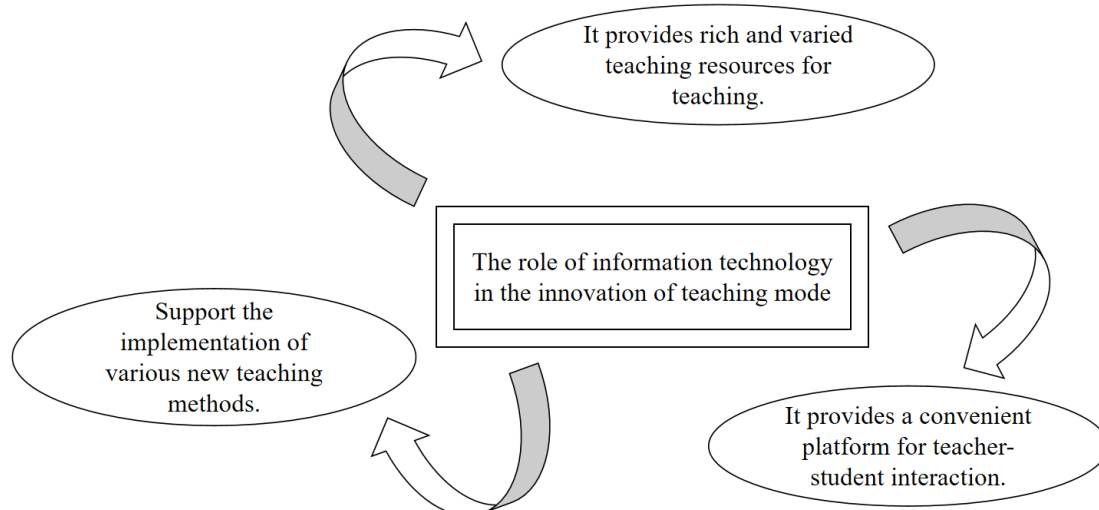 It provides rich and varied
teaching resources for
teaching.
The role of information technology
in the innovation of teaching mode
Support the
implementation of
various new teaching
methods.
It provides a convenient
platform for teacher-
student interaction.